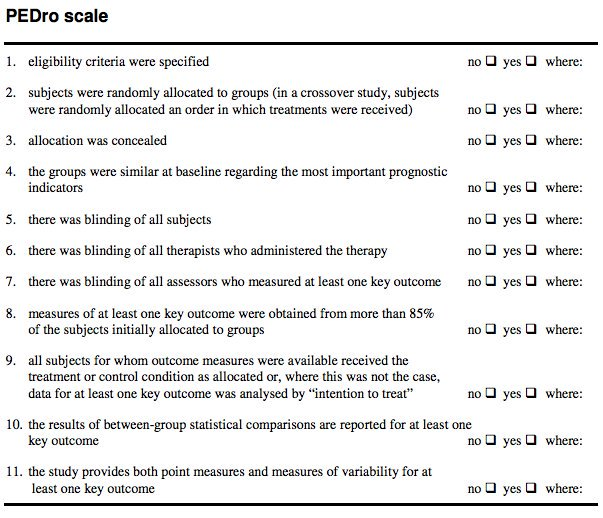 PEDro scale
1. eligibility criteria were specified no ❑ yes ❑ where:
2. subjects were randomly allocated to groups (in a crossover study, subjects
were randomly allocated an order in which treatments were received) no ❑ yes ❑ where:
3. allocation was concealed no ❑ yes ❑ where:
4. the groups were similar at baseline regarding the most important prognostic
indicators no ❑ yes ❑ where:
5. there was blinding of all subjects no ❑ yes ❑ where:
6. there was blinding of all therapists who administered the therapy no ❑ yes ❑ where:
7. there was blinding of all assessors who measured at least one key outcome no ❑ yes ❑ where:
8. measures of at least one key outcome were obtained from more than 85%
of the subjects initially allocated to groups no ❑ yes ❑ where:
9. all subjects for whom outcome measures were available received the
treatment or control condition as allocated or, where this was not the case,
data for at least one key outcome was analysed by “intention to treat” no ❑ yes ❑ where:
10. the results of between-group statistical comparisons are reported for at least one
key outcome no ❑ yes ❑ where:
11. the study provides both point measures and measures of variability for at
least one key outcome no ❑ yes ❑ where: